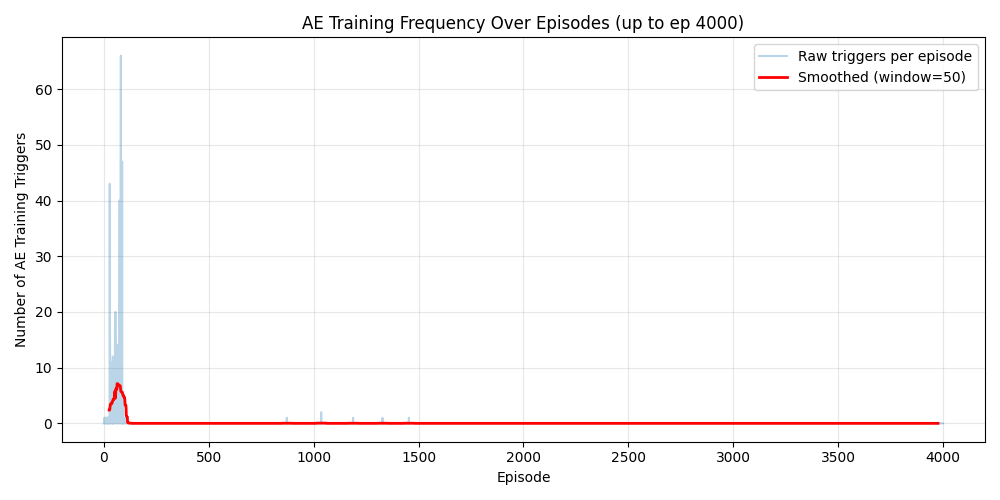 AE Training Frequency Over Episodes (up to ep 4000)
Raw triggers per episode
Smoothed (window=50)
Number of AE Training Triggers
60
50
40
30
20
10
0
0 500 1000 1500 2000 2500 3000 3500 4000
Episode